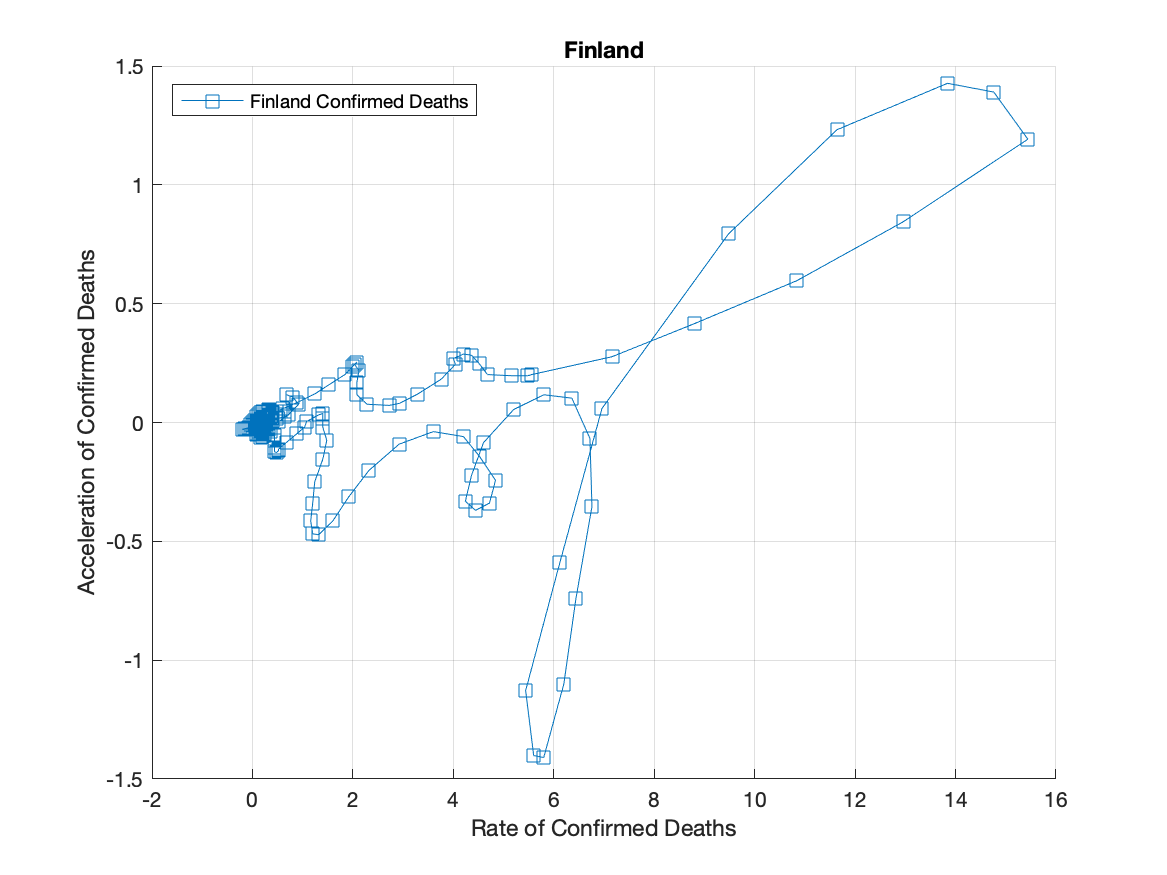 Finland
Finland Confirmed Deaths
1.5
1
0.5
0
-0.5
-1
-1.5
Acceleration of Confirmed Deaths
-2 0 2 4 6 8 10 12 14 16
Rate of Confirmed Deaths